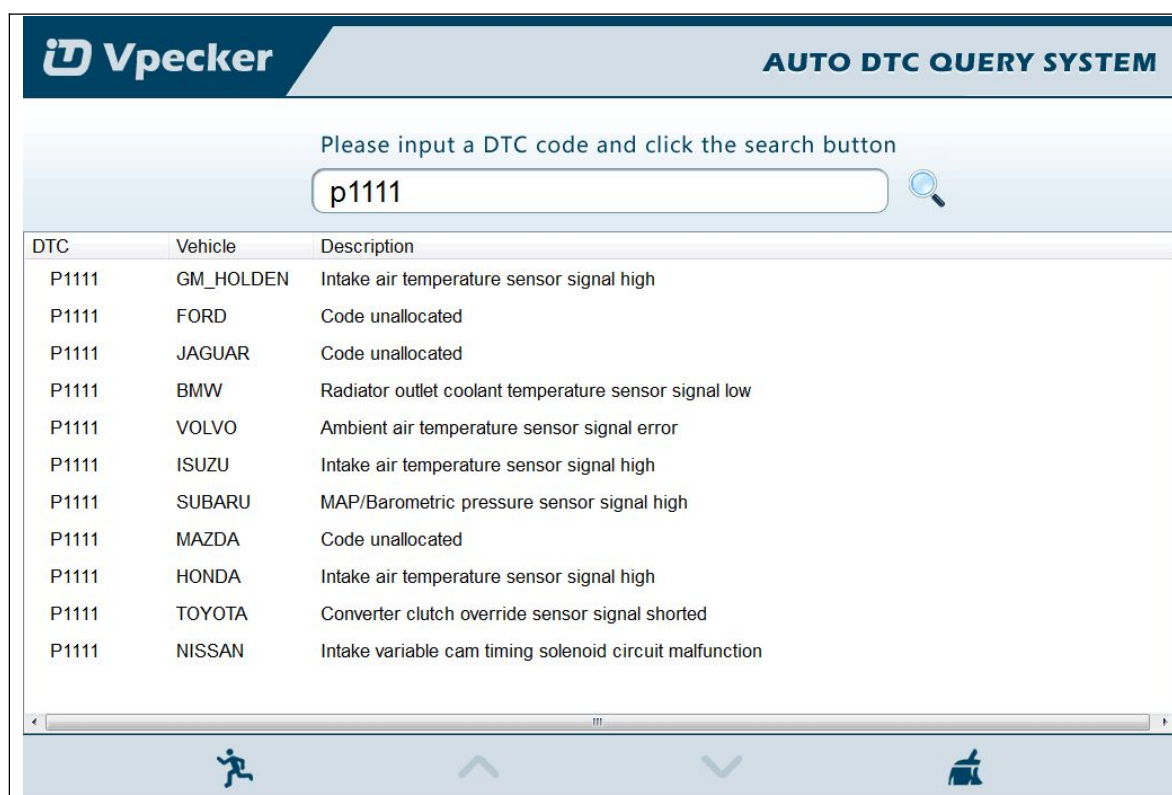 iD Vpecker
AUTO DTC QUERY SYSTEM
Please input a DTC code and click the search button
p1111
DTC Vehicle Description
P1111 GM_HOLDEN Intake air temperature sensor signal high
P1111 FORD Code unallocated
P1111 JAGUAR Code unallocated
P1111 BMW Radiator outlet coolant temperature sensor signal low
P1111 VOLVO Ambient air temperature sensor signal error
P1111 ISUZU Intake air temperature sensor signal high
P1111 SUBARU MAP/Barometric pressure sensor signal high
P1111 MAZDA Code unallocated
P1111 HONDA Intake air temperature sensor signal high
P1111 TOYOTA Converter clutch override sensor signal shorted
P1111 NISSAN Intake variable cam timing solenoid circuit malfunction